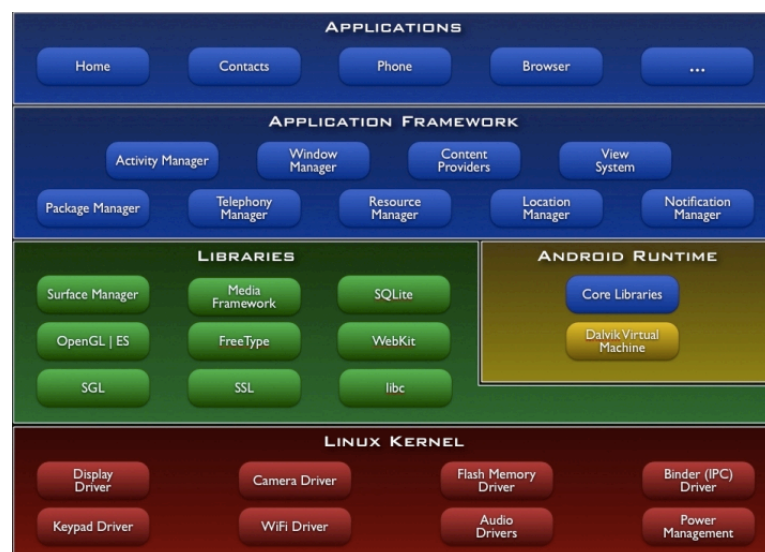 APPLICATIONS
Home
Contacts
Phone
Browser
...
APPLICATION FRAMEWORK
Activity Manager
Window
Manager
Content
Providers
View
System
Package Manager
Telephony
Manager
Resource
Manager
Location
Manager
Notification
Manager
LIBRARIES
Surface Manager
Media
Framework
SQLite
OpenGL | ES
FreeType
WebKit
SGL
SSL
libc
ANDROID RUNTIME
Core Libraries
Dalvik Virtual
Machine
LINUX KERNEL
Display
Driver
Camera Driver
Flash Memory
Driver
Binder (IPC)
Driver
Keypad Driver
WiFi Driver
Audio
Drivers
Power
Management